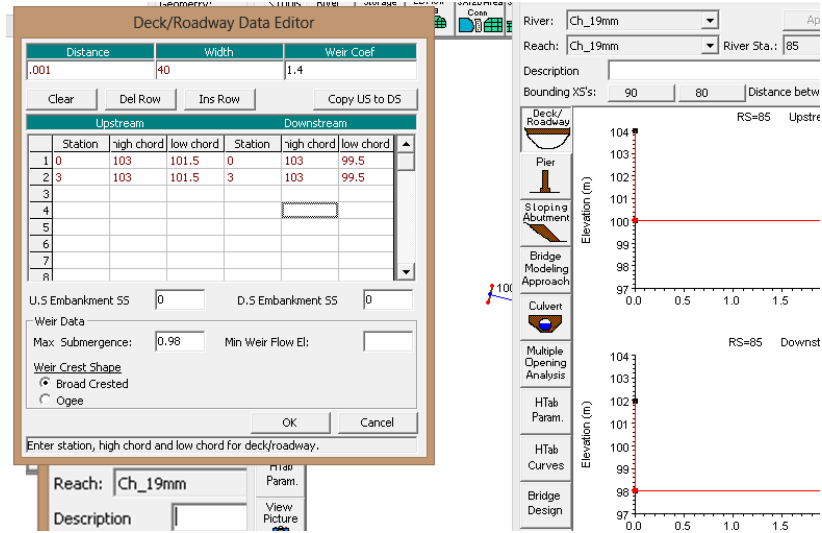 Geometry:
River
Storage
Conn
Deck/Roadway Data Editor
Distance Width Weir Coef
.001 40 1.4
Clear Del Row Ins Row Copy US to DS
Upstream Downstream
Station high chord low chord Station high chord low chord
1 0 103 101.5 0 103 99.5
2 3 103 101.5 3 103 99.5
3
4
5
6
7
8
U.S Embankment SS 0 D.S Embankment SS 0
Weir Data
Max Submergence: 0.98 Min Weir Flow El:
Weir Crest Shape
Broad Crested
Ogee
OK Cancel
Enter station, high chord and low chord for deck/roadway.
Reach: Ch_19mm
Description
HTab
Param.
View
Picture
100
River: Ch_19mm Ap
Reach: Ch_19mm River Sta.: 85
Description
Bounding XS's: 90 80 Distance betw
Deck/
Roadway
Pier
Sloping
Abutment
Bridge
Modeling
Approach
Culvert
Multiple
Opening
Analysis
HTab
Param.
HTab
Curves
Bridge
Design
RS=85 Upstre
Elevation (m)
104
103
102
101
100
99
98
97
0.0 0.5 1.0 1.5
RS=85 Downst
Elevation (m)
104
103
102
101
100
99
98
97
0.0 0.5 1.0 1.5